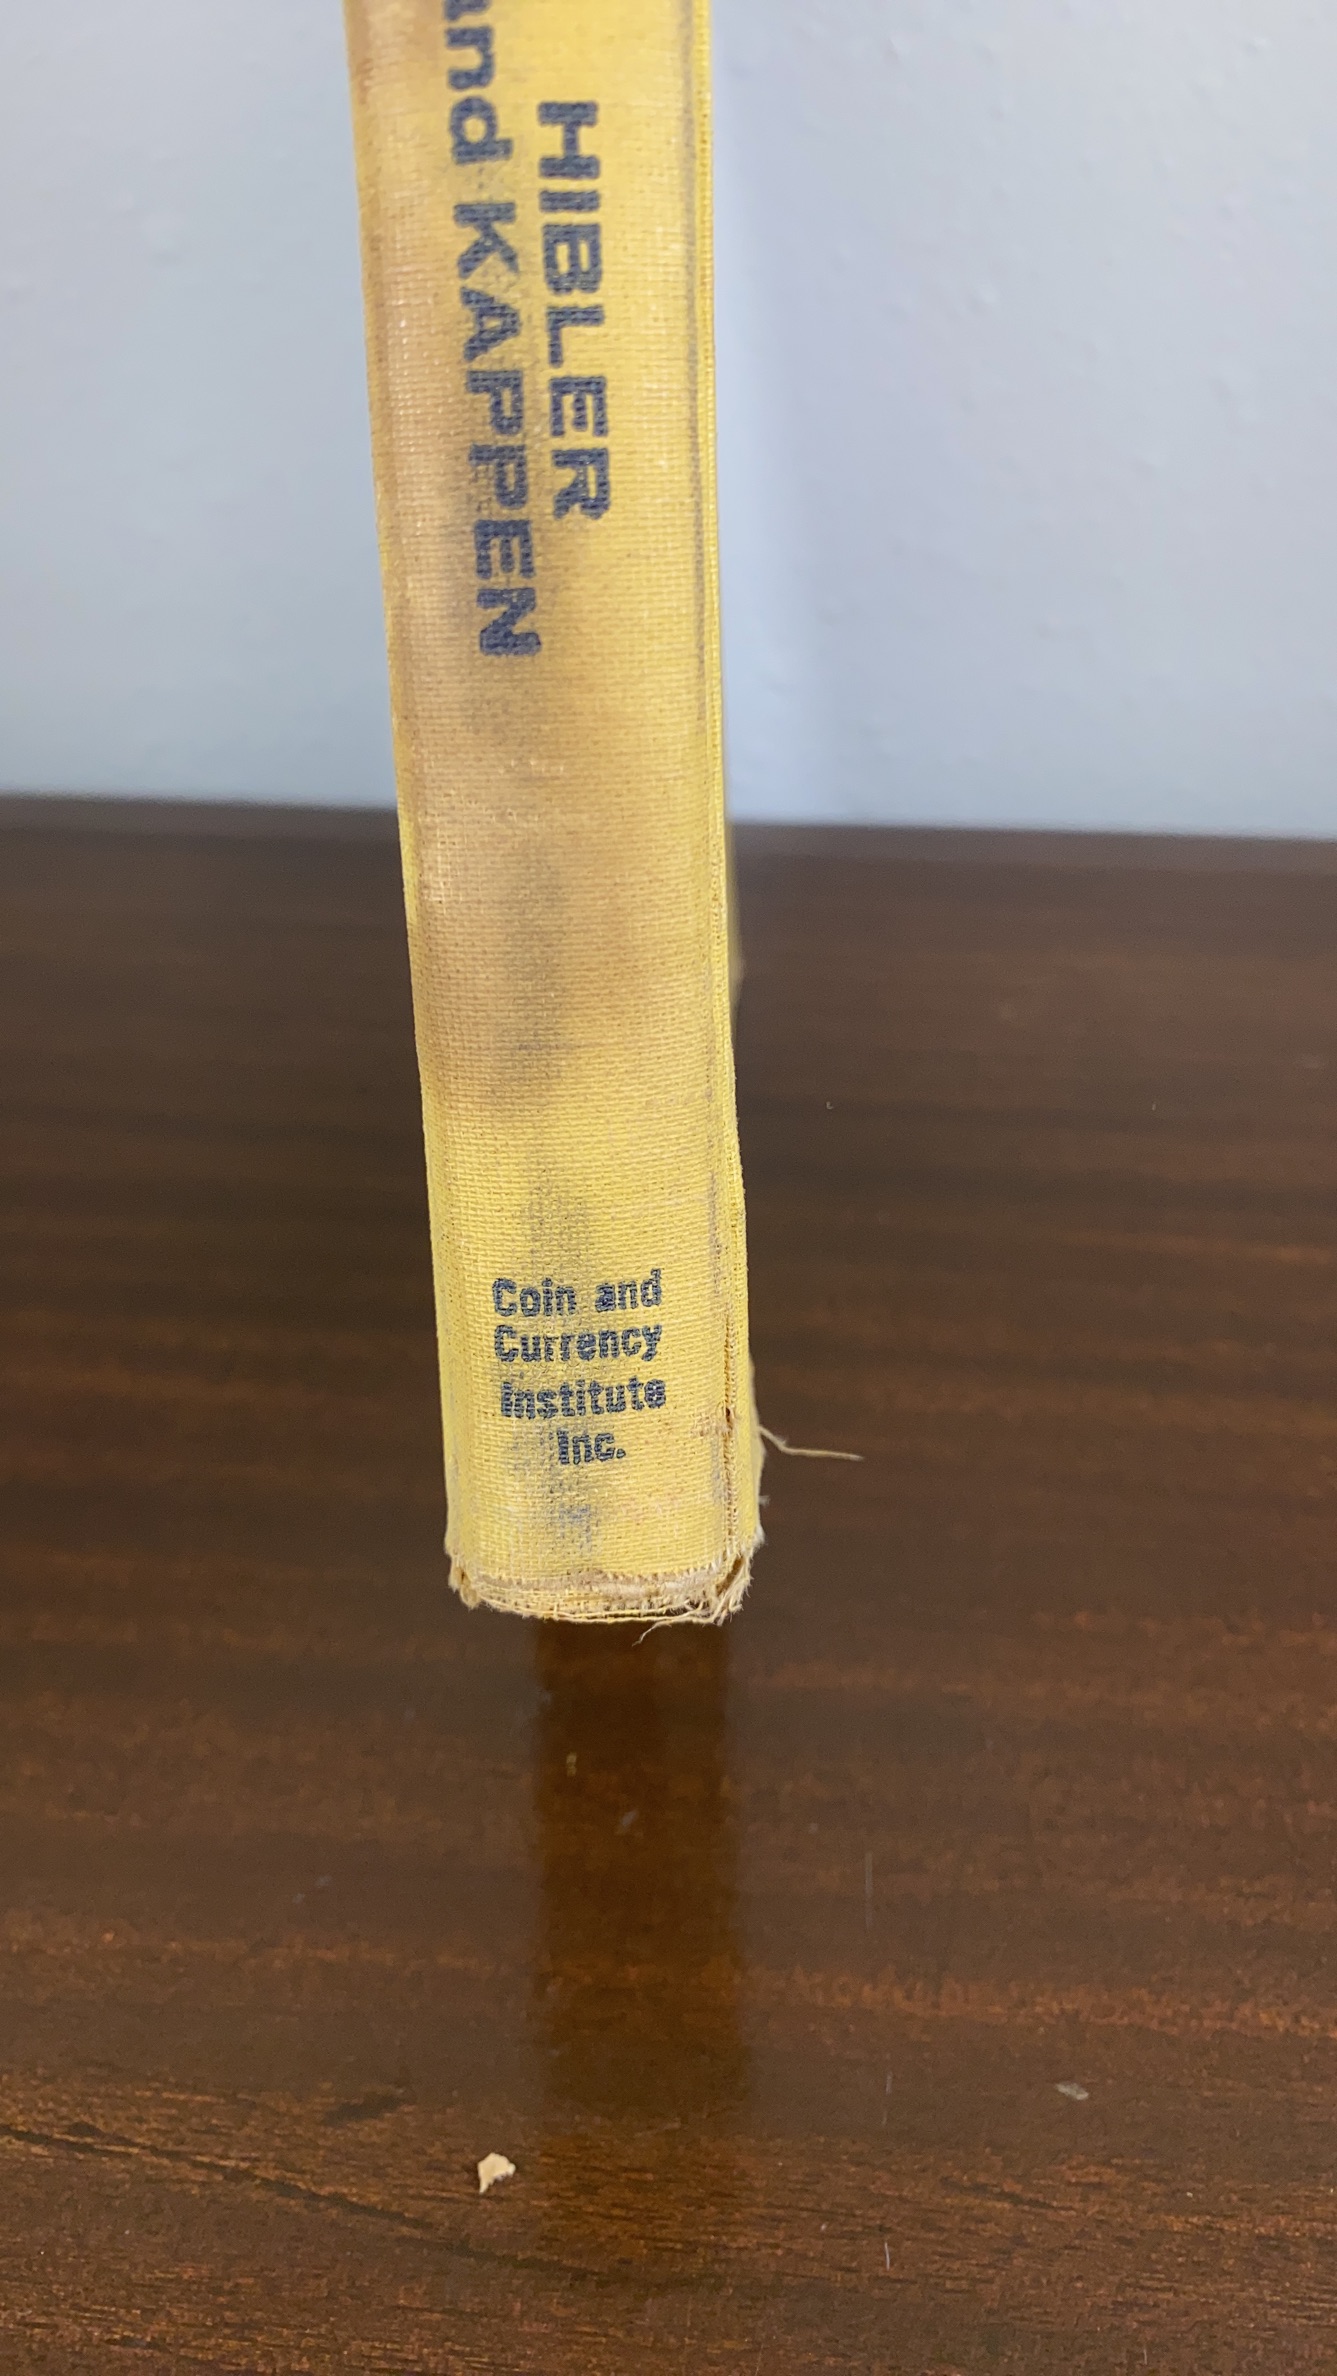 HIBLER
and KAPPEN
Coin and
Currency
Institute
Inc.